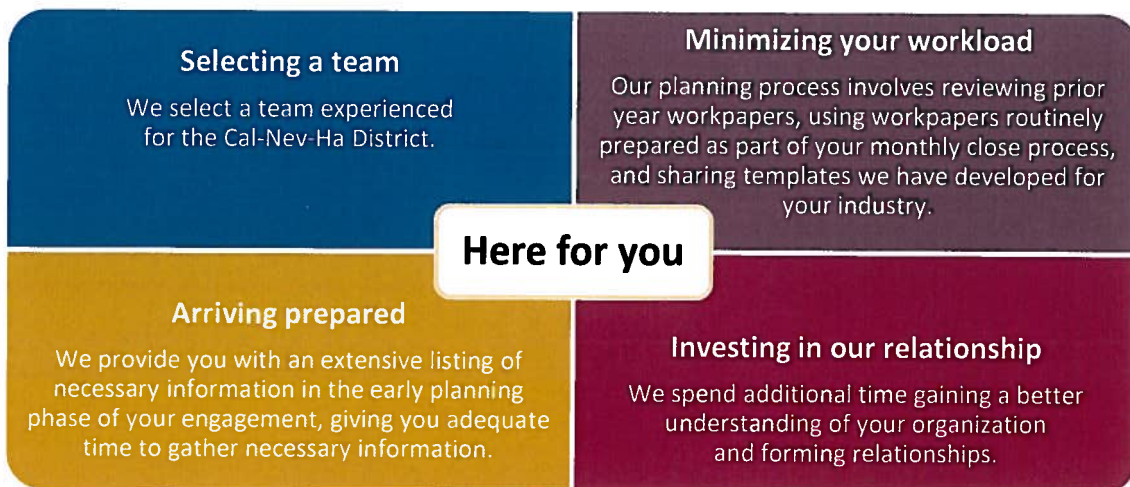 Selecting a team
We select a team experienced
for the Cal-Nev-Ha District.
Minimizing your workload
Our planning process involves reviewing prior
year workpapers, using workpapers routinely
prepared as part of your monthly close process,
and sharing templates we have developed for
your industry.
Here for you
Arriving prepared
We provide you with an extensive listing of
necessary information in the early planning
phase of your engagement, giving you adequate
time to gather necessary information.
Investing in our relationship
We spend additional time gaining a better
understanding of your organization
and forming relationships.